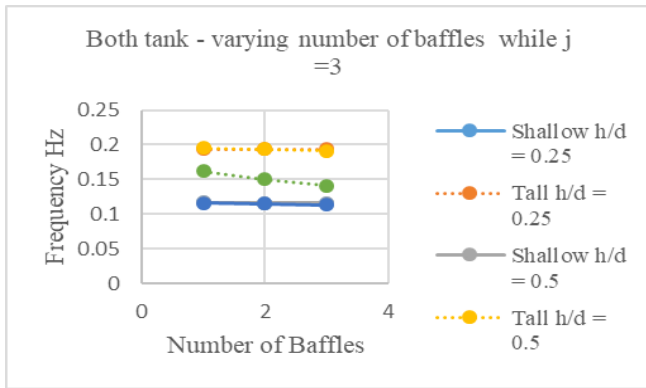 Both tank - varying number of baffles while j
=3
0.25
0.2
0.15
0.1
0.05
0
0
2
4
Frequency Hz
Number of Baffles
Shallow h/d
= 0.25
Tall h/d =
0.25
Shallow h/d
= 0.5
Tall h/d =
0.5